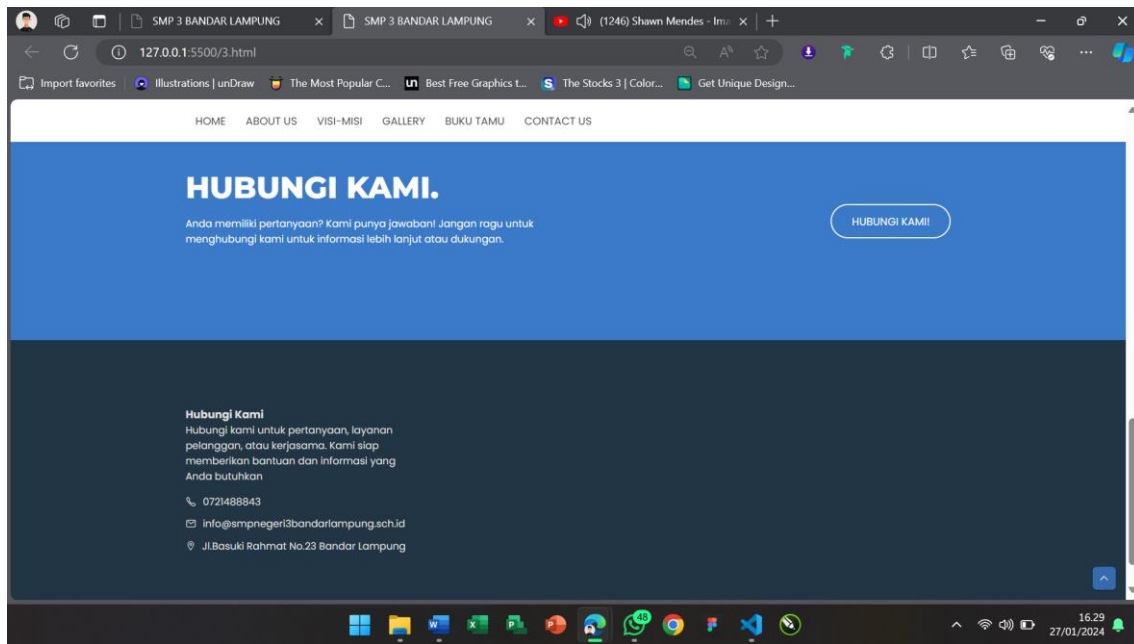 SMP 3 BANDAR LAMPUNG
SMP 3 BANDAR LAMPUNG
(1246) Shawn Mendes - Ima
127.0.0.1:5500/3.html
Import favorites
Illustrations | unDraw
The Most Popular C...
un
Best Free Graphics t...
S
The Stocks 3 | Color...
Get Unique Design...
HOME ABOUT US VISI-MISI GALLERY BUKU TAMU CONTACT US
HUBUNGI KAMI.
Anda memiliki pertanyaan? Kami punya jawaban! Jangan ragu untuk
menghubungi kami untuk informasi lebih lanjut atau dukungan.
HUBUNGI KAMI!
Hubungi Kami
Hubungi kami untuk pertanyaan, layanan
pelanggan, atau kerjasama. Kami siap
memberikan bantuan dan informasi yang
Anda butuhkan
0721488843
info@smpnegeri3bandarlampung.sch.id
Jl.Basuki Rahmat No.23 Bandar Lampung
48
16.29
27/01/2024